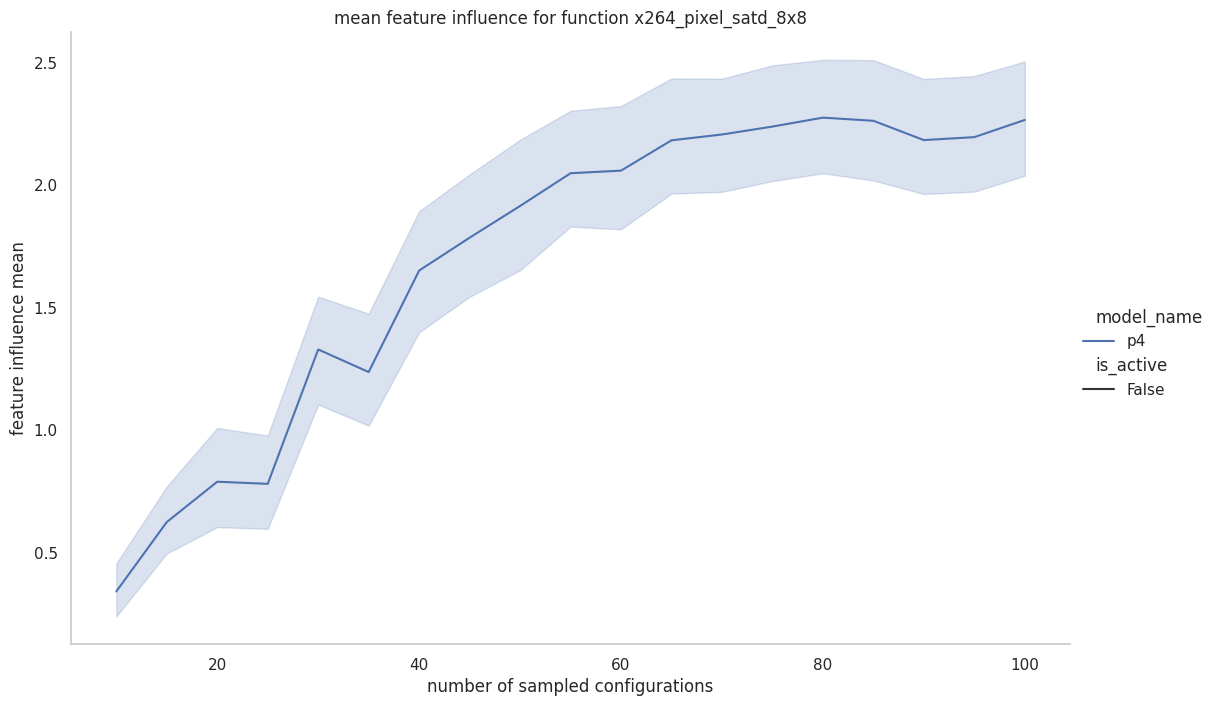 mean feature influence for function x264_pixel_satd_8x8
2.5
2.0
1.5
1.0
0.5
feature influence mean
20 40 60 80 100
number of sampled configurations
model_name
p4
is_active
False